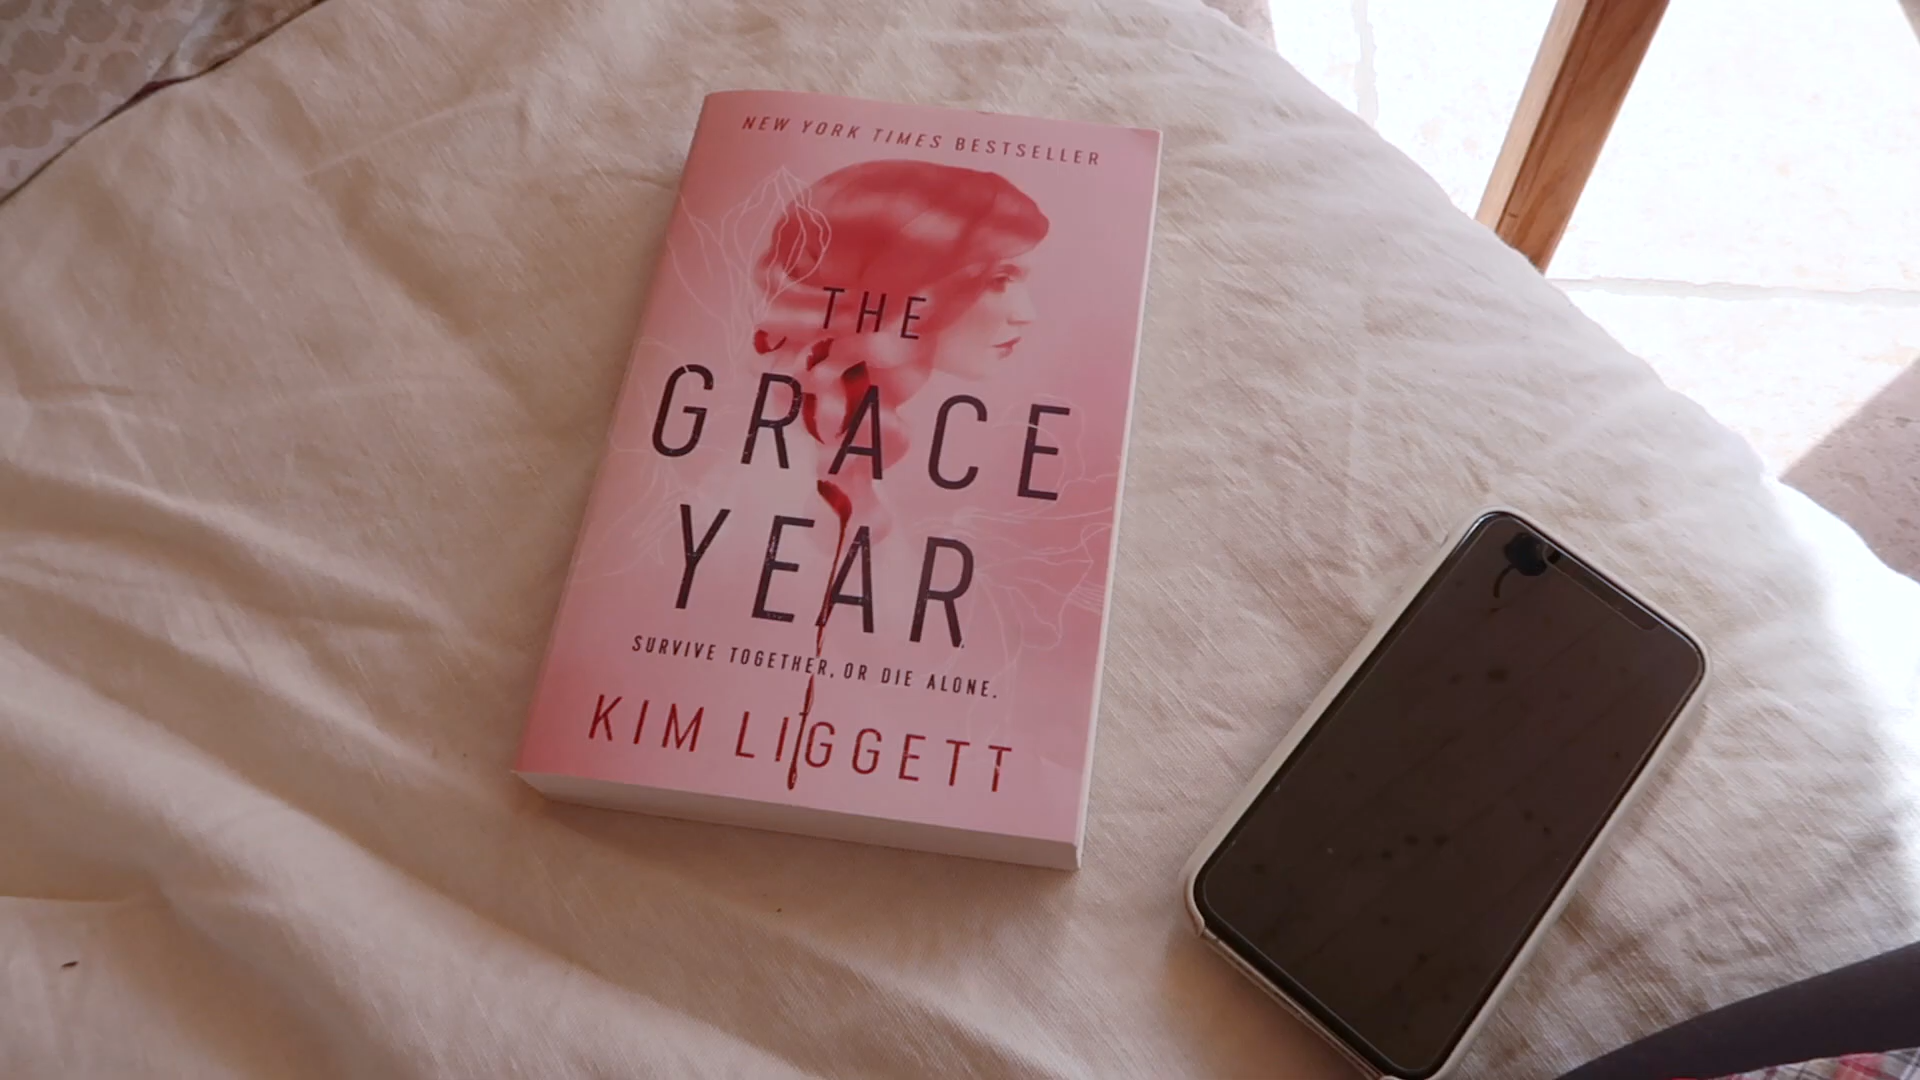 NEW YORK TIMES BESTSELLER
THE
GRACE
YEAR
SURVIVE TOGETHER, OR DIE ALONE.
KIM LIGGETT